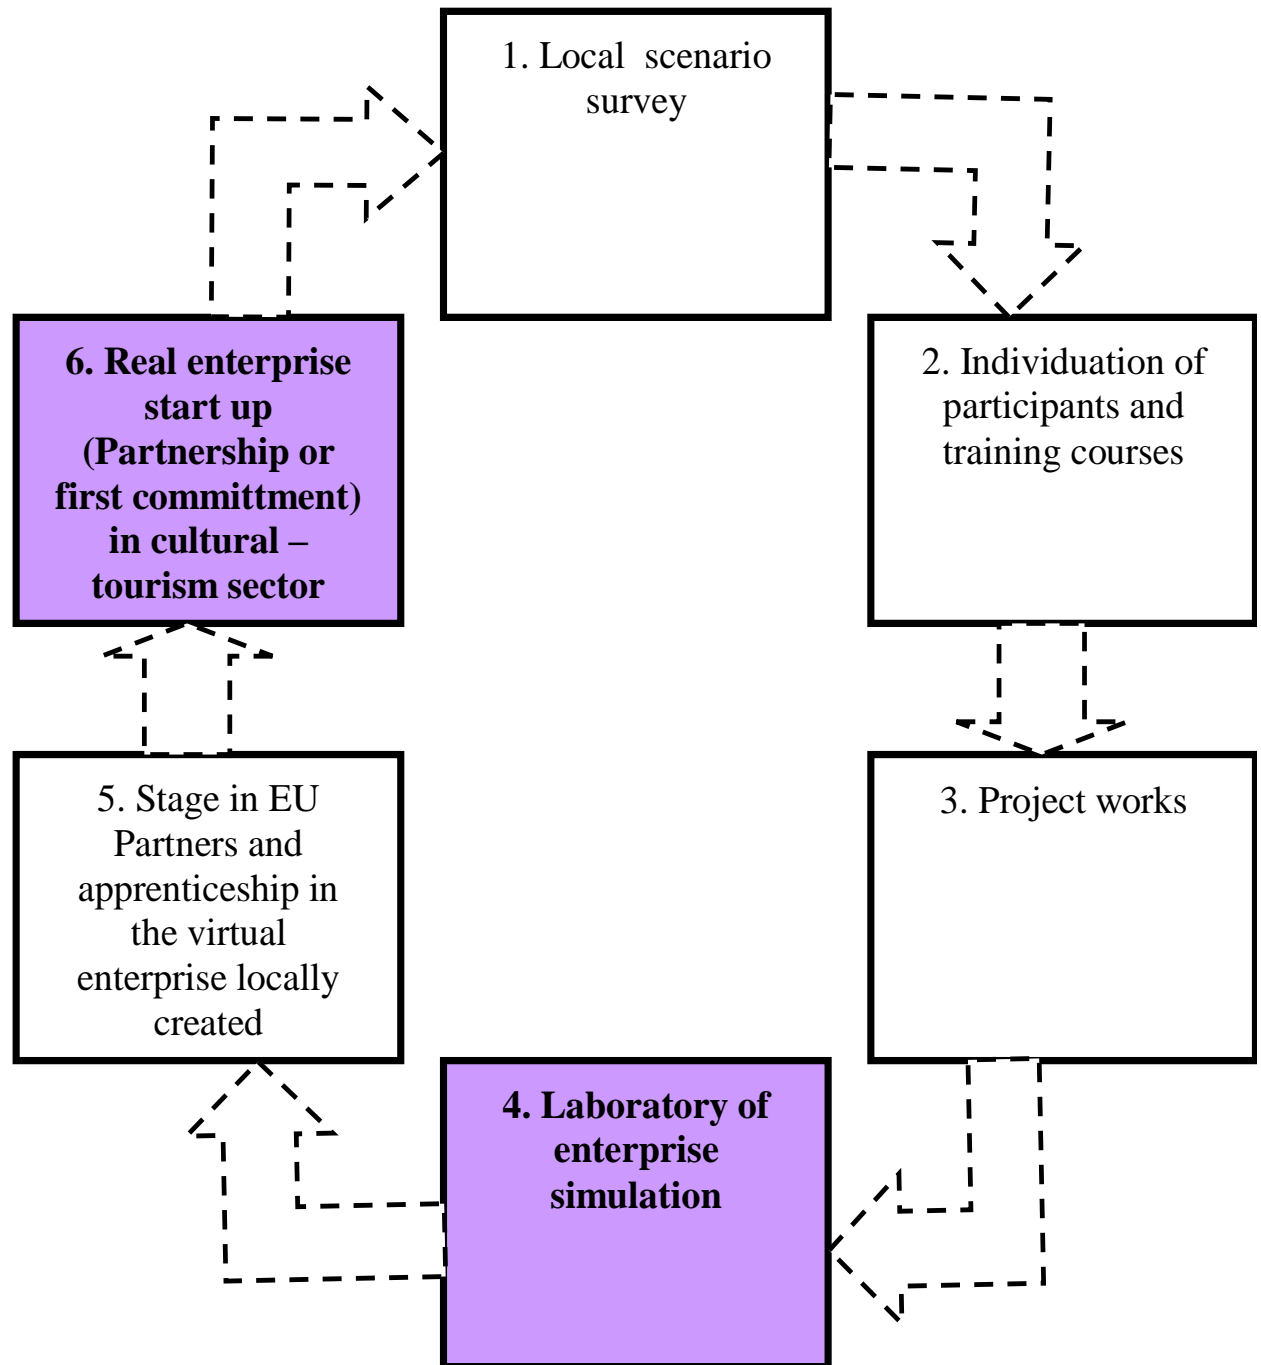 1. Local scenario
survey
2. Individuation of
participants and
training courses
3. Project works
4. Laboratory of
enterprise
simulation
5. Stage in EU
Partners and
apprenticeship in
the virtual
enterprise locally
created
6. Real enterprise
start up
(Partnership or
first committment)
in cultural –
tourism sector